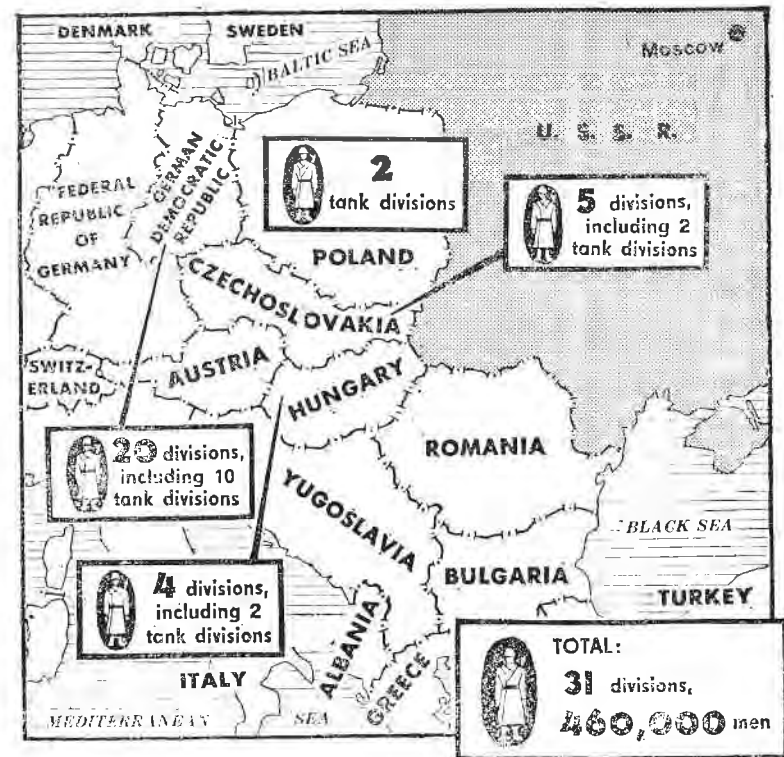 DENMARK
SWEDEN
BALTIC SEA
Moscow
U. S. S. R.
GERMAN
DEMOCRATIC
REPUBLIC
FEDERAL
REPUBLIC
OF
GERMANY
2
tank divisions
5 divisions,
including 2
tank divisions
POLAND
CZECHOSLOVAKIA
SWITZ-
ERLAND
AUSTRIA
HUNGARY
ROMANIA
20 divisions,
including 10
tank divisions
YUGOSLAVIA
BLACK SEA
4 divisions,
including 2
tank divisions
BULGARIA
TURKEY
ALBANIA
ITALY
GREECE
MEDITERRANEAN SEA
TOTAL:
31 divisions,
460,000 men